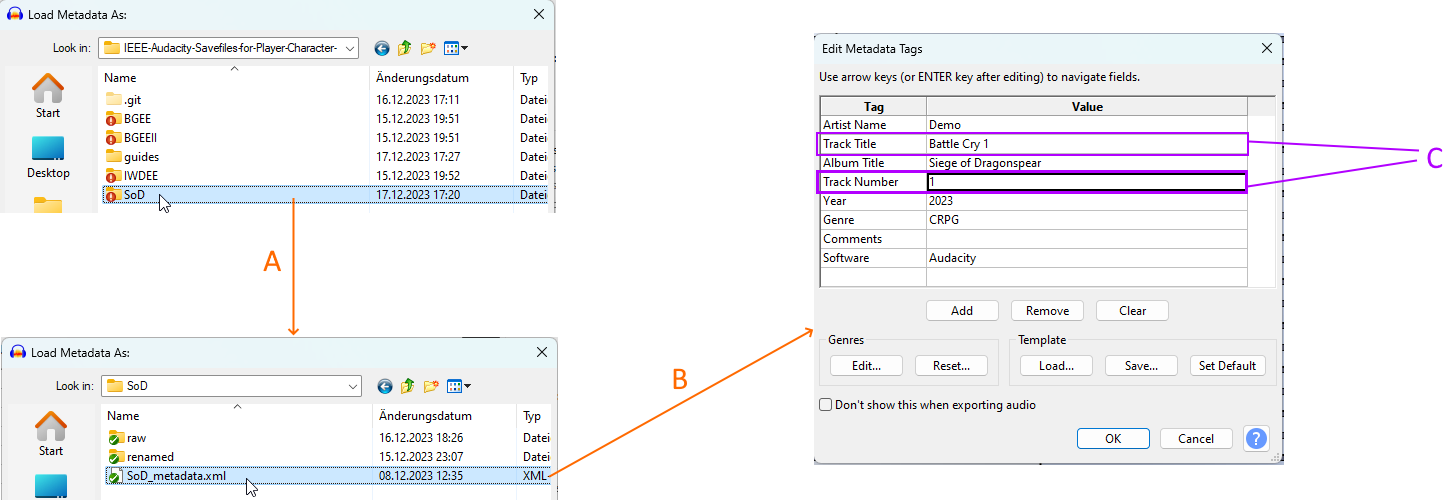 Load Metadata As:
Look in: IEEE-Audacity-Savefiles-for-Player-Character-
Name Änderungsdatum Typ
.git 16.12.2023 17:11 Datei
BGEE 15.12.2023 19:51 Datei
BGEEII 15.12.2023 19:51 Datei
guides 17.12.2023 17:27 Datei
IWDEE 15.12.2023 19:52 Datei
SoD 17.12.2023 17:20 Datei
Start
Desktop
A
Load Metadata As:
Look in: SoD
Name Änderungsdatum Typ
raw 16.12.2023 18:26 Datei
renamed 15.12.2023 23:07 Datei
SoD_metadata.xml 08.12.2023 12:35 XML-
Start
B
Edit Metadata Tags
Use arrow keys (or ENTER key after editing) to navigate fields.
Tag Value
Artist Name Demo
Track Title Battle Cry 1
Album Title Siege of Dragonspear
Track Number 1
Year 2023
Genre CRPG
Comments
Software Audacity
Add Remove Clear
Genres Template
Edit... Reset... Load... Save... Set Default
Don't show this when exporting audio
OK Cancel ?
C